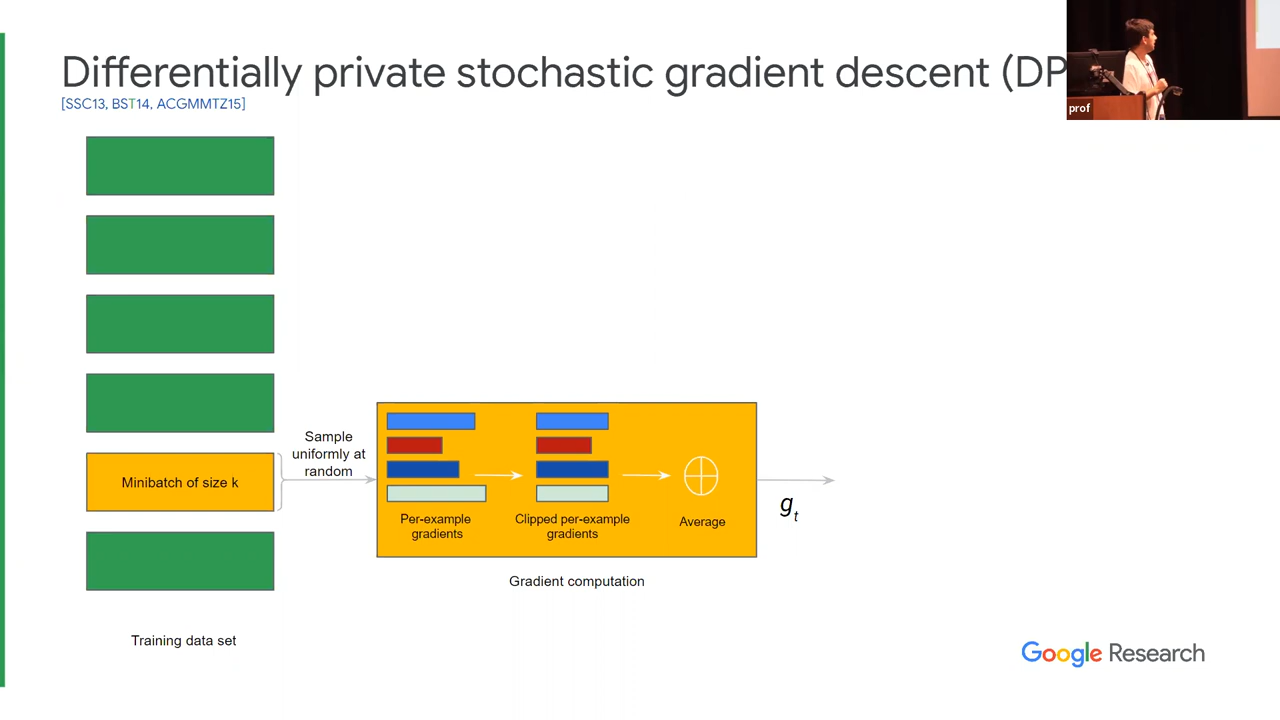 Differentially private stochastic gradient descent (DP
[SSC13, BST14, ACGMMTZ15]
prof
Sample
uniformly at
random
Minibatch of size k
Per-example
gradients
Clipped per-example
gradients
Average
g
t
Gradient computation
Training data set
Google Research